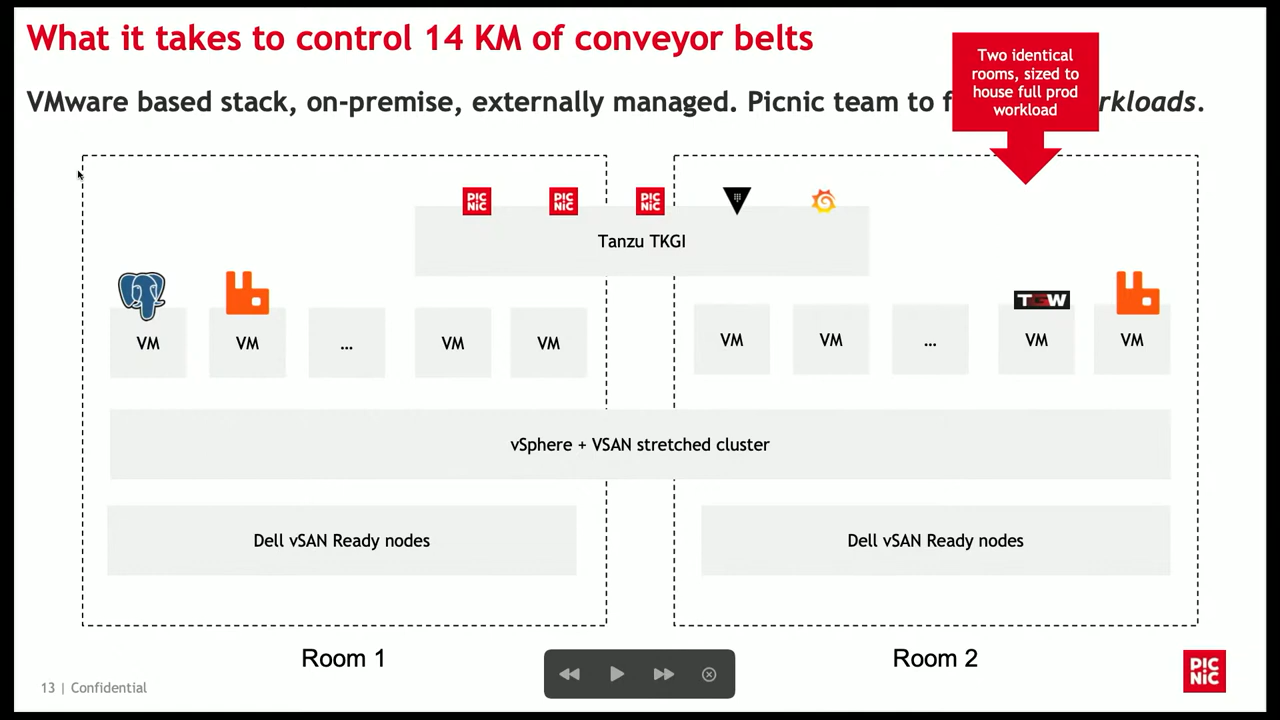 What it takes to control 14 KM of conveyor belts
VMware based stack, on-premise, externally managed. Picnic team to f
rkloads.
Two identical
rooms, sized to
house full prod
workload
PIC
NiC
PIC
NiC
PIC
NiC
Tanzu TKGI
TGW
VM
VM
...
VM
VM
VM
VM
...
VM
VM
vSphere + VSAN stretched cluster
Dell vSAN Ready nodes
Dell vSAN Ready nodes
Room 1
Room 2
13 | Confidential
PIC
NiC